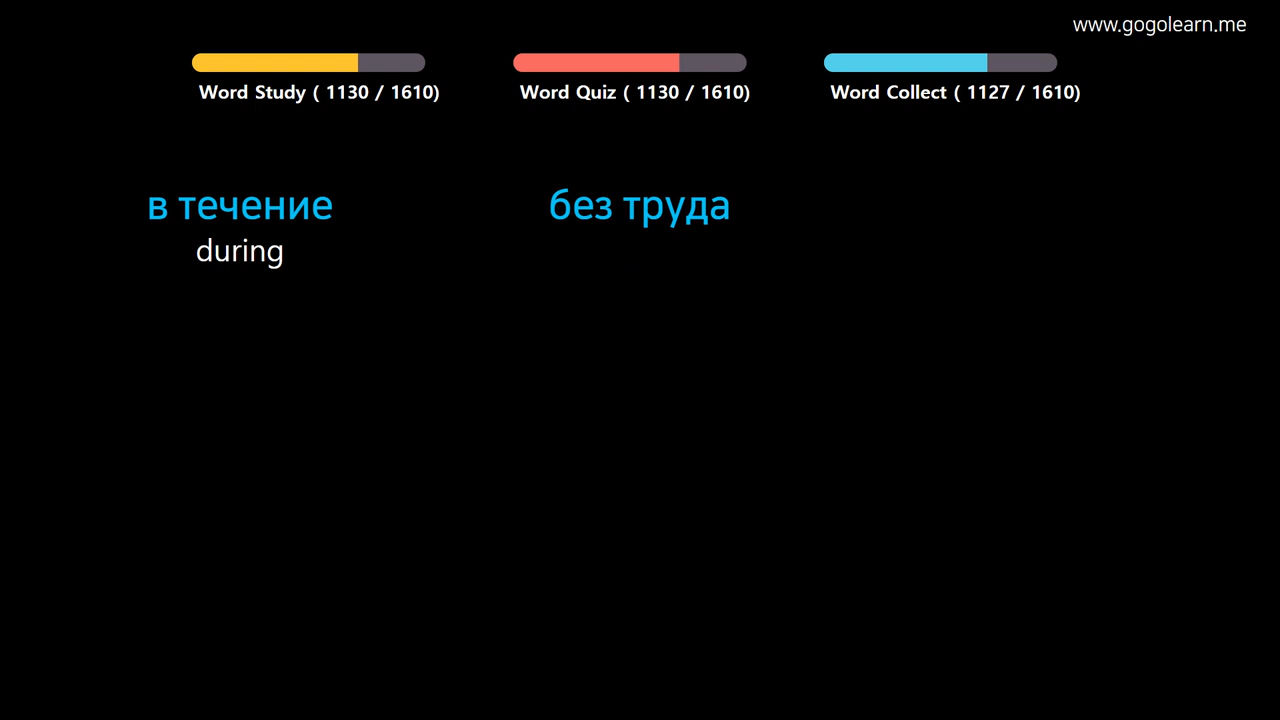 www.gogolearn.me
Word Study ( 1130 / 1610)
Word Quiz ( 1130 / 1610)
Word Collect ( 1127 / 1610)
в течение
during
без труда